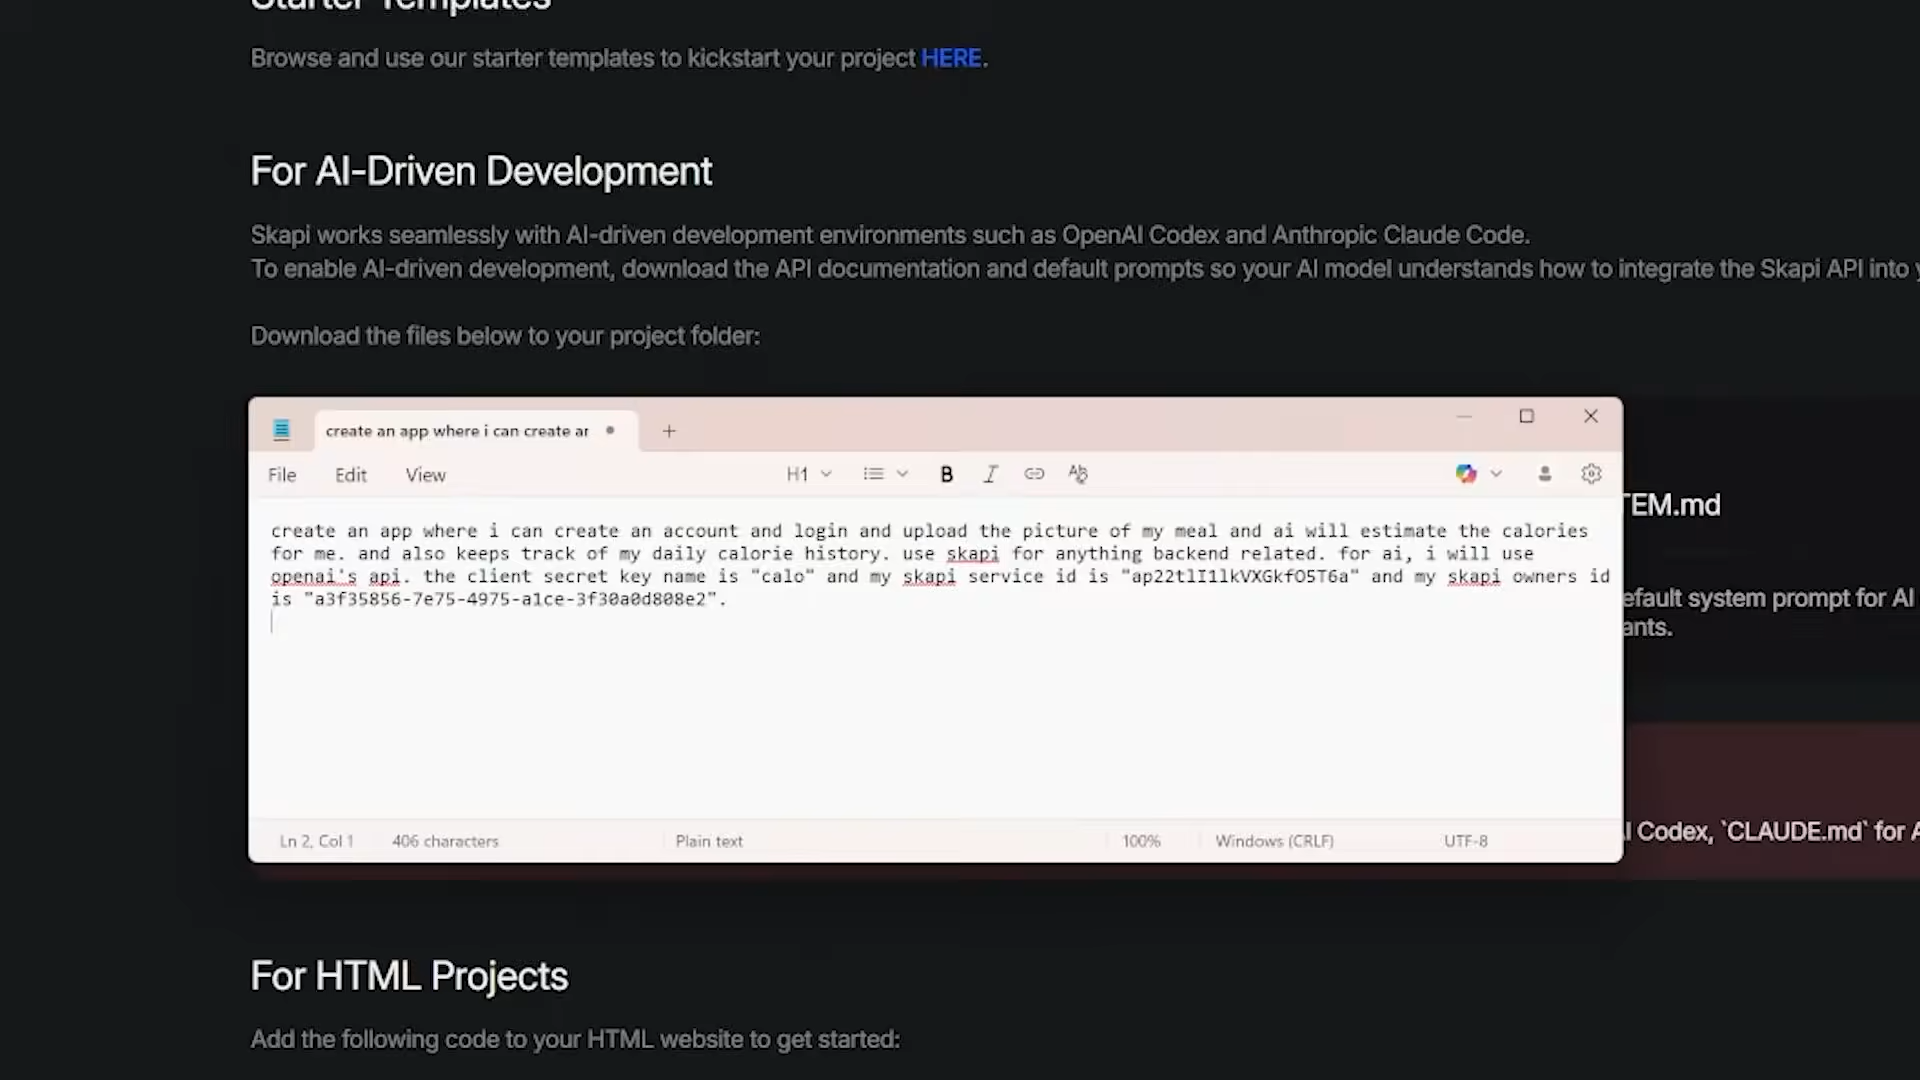 Starter Templates
Browse and use our starter templates to kickstart your project HERE.
For AI-Driven Development
Skapi works seamlessly with AI-driven development environments such as OpenAI Codex and Anthropic Claude Code.
To enable AI-driven development, download the API documentation and default prompts so your AI model understands how to integrate the Skapi API into
Download the files below to your project folder:
create an app where i can create ar
File Edit View H1 B I
create an app where i can create an account and login and upload the picture of my meal and ai will estimate the calories
for me. and also keeps track of my daily calorie history. use skapi for anything backend related. for ai, i will use
openai's api. the client secret key name is "calo" and my skapi service id is "ap22tlI1lkVXGkfO5T6a" and my skapi owners id
is "a3f35856-7e75-4975-a1ce-3f30a0d808e2".
TEM.md
efault system prompt for AI
ants.
Ln 2, Col 1 406 characters Plain text 100% Windows (CRLF) UTF-8
I Codex, `CLAUDE.md` for A
For HTML Projects
Add the following code to your HTML website to get started: